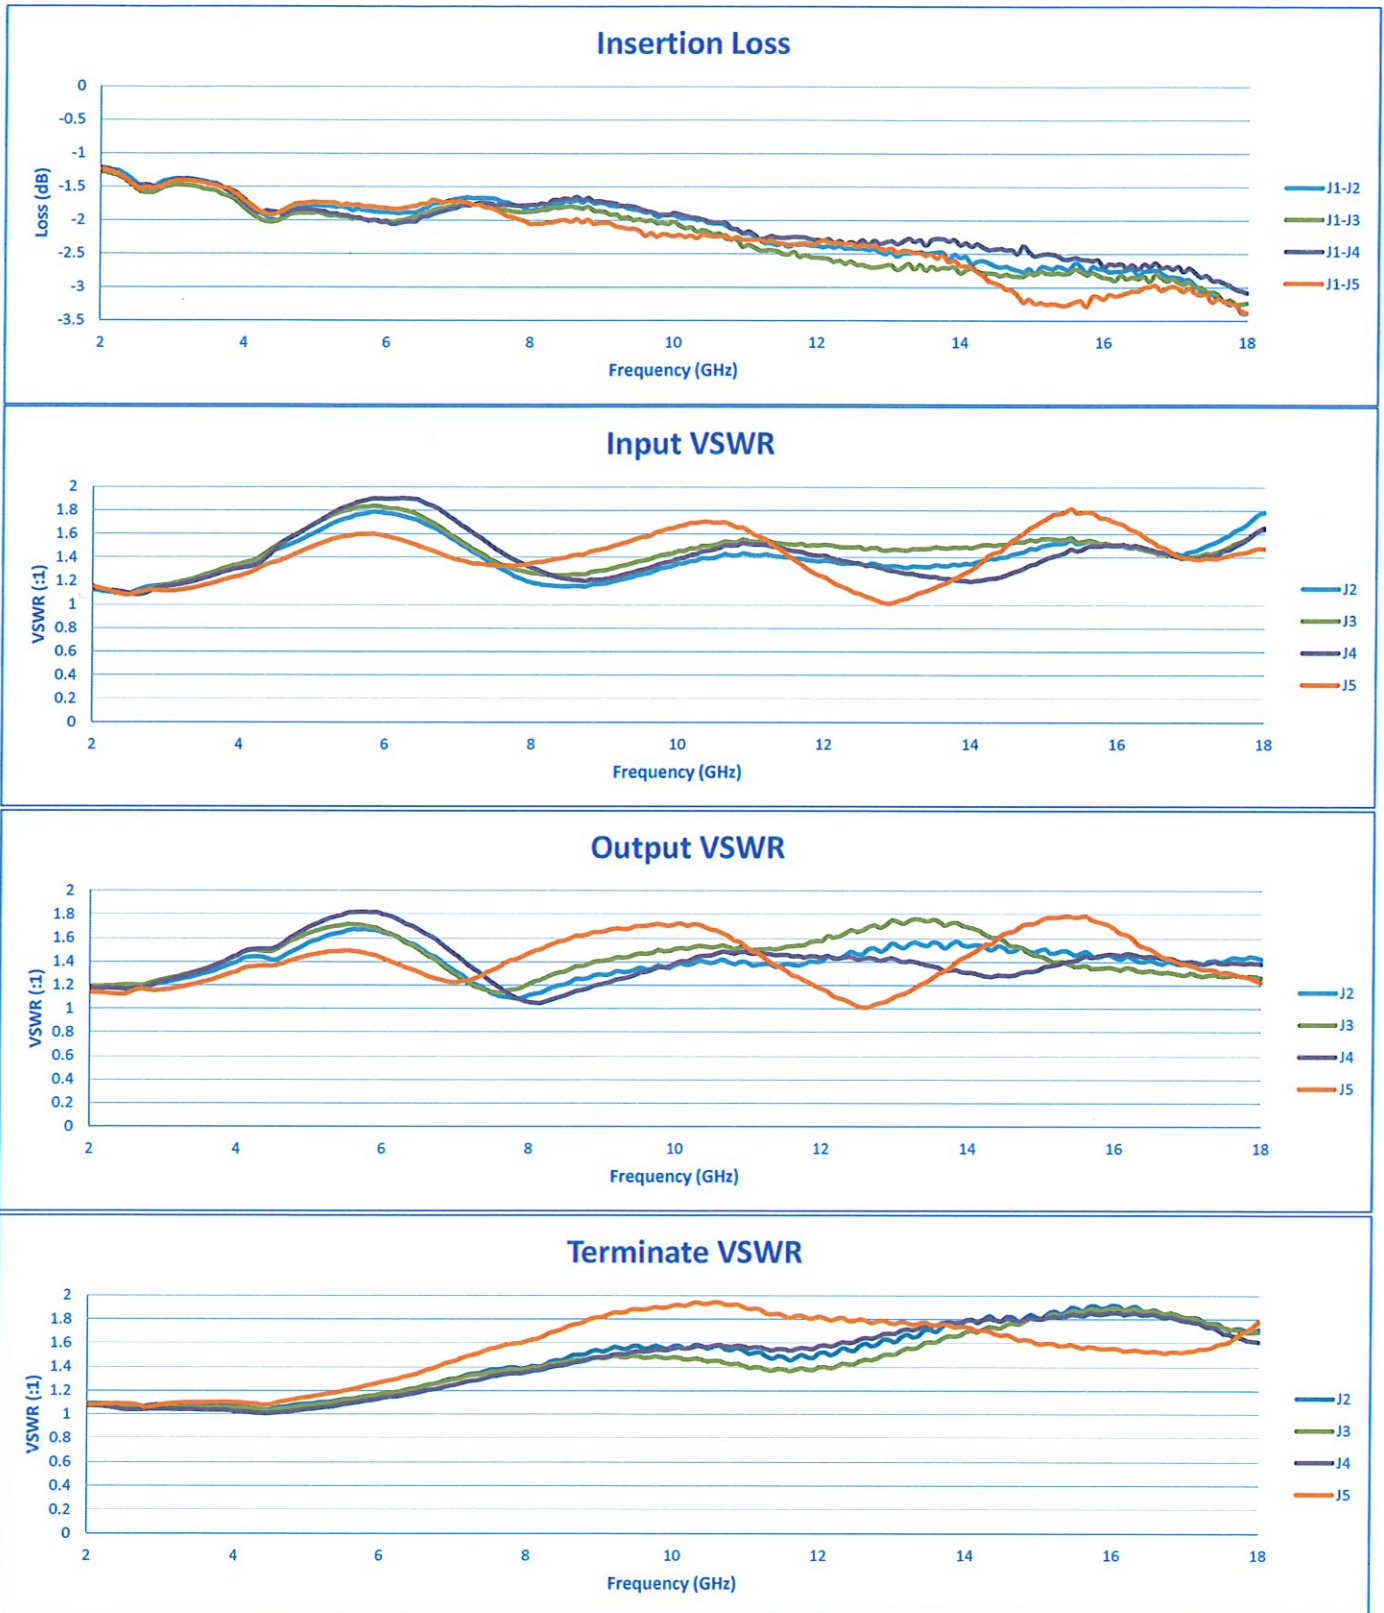 Insertion Loss
0
-0.5
-1
-1.5
-2
-2.5
-3
-3.5
Loss (dB)
2 4 6 8 10 12 14 16 18
Frequency (GHz)
J1-J2
J1-J3
J1-J4
J1-J5
Input VSWR
2
1.8
1.6
1.4
1.2
1
0.8
0.6
0.4
0.2
0
VSWR (:1)
2 4 6 8 10 12 14 16 18
Frequency (GHz)
J2
J3
J4
J5
Output VSWR
2
1.8
1.6
1.4
1.2
1
0.8
0.6
0.4
0.2
0
VSWR (:1)
2 4 6 8 10 12 14 16 18
Frequency (GHz)
J2
J3
J4
J5
Terminate VSWR
2
1.8
1.6
1.4
1.2
1
0.8
0.6
0.4
0.2
0
VSWR (:1)
2 4 6 8 10 12 14 16 18
Frequency (GHz)
J2
J3
J4
J5